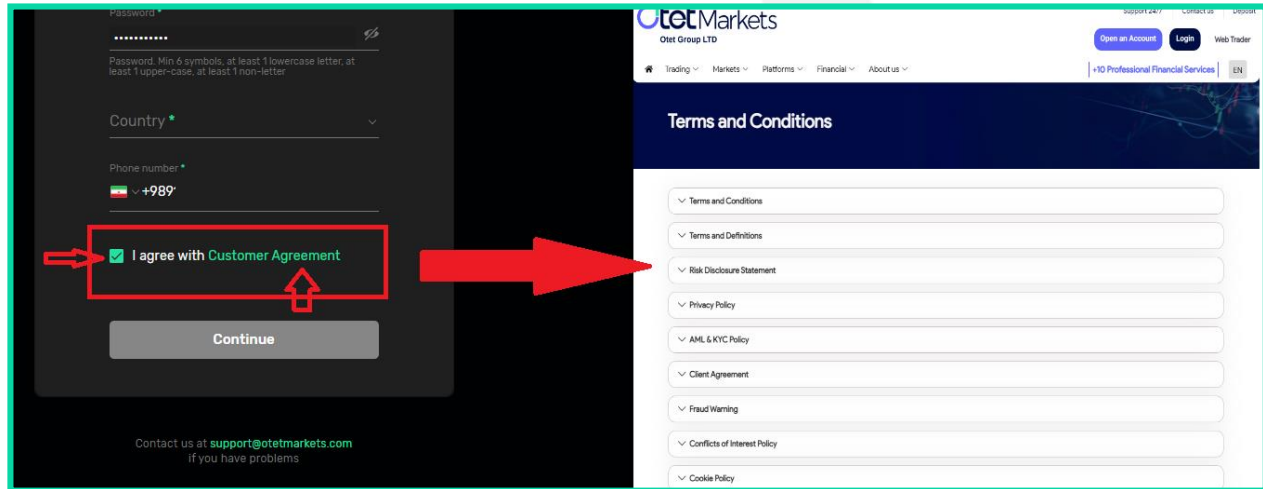 Password *
•••••••••••
Password. Min 6 symbols, at least 1 lowercase letter, at
least 1 upper-case, at least 1 non-letter
Country *
Phone number *
+989
I agree with Customer Agreement
Continue
Contact us at support@otetmarkets.com
if you have problems
OtetMarkets
Otet Group LTD
Support 24/7 Contact us Deposit
Open an Account Login Web Trader
Trading Markets Platforms Financial About us
+10 Professional Financial Services EN
Terms and Conditions
Terms and Conditions
Terms and Definitions
Risk Disclosure Statement
Privacy Policy
AML & KYC Policy
Client Agreement
Fraud Warning
Conflicts of Interest Policy
Cookie Policy